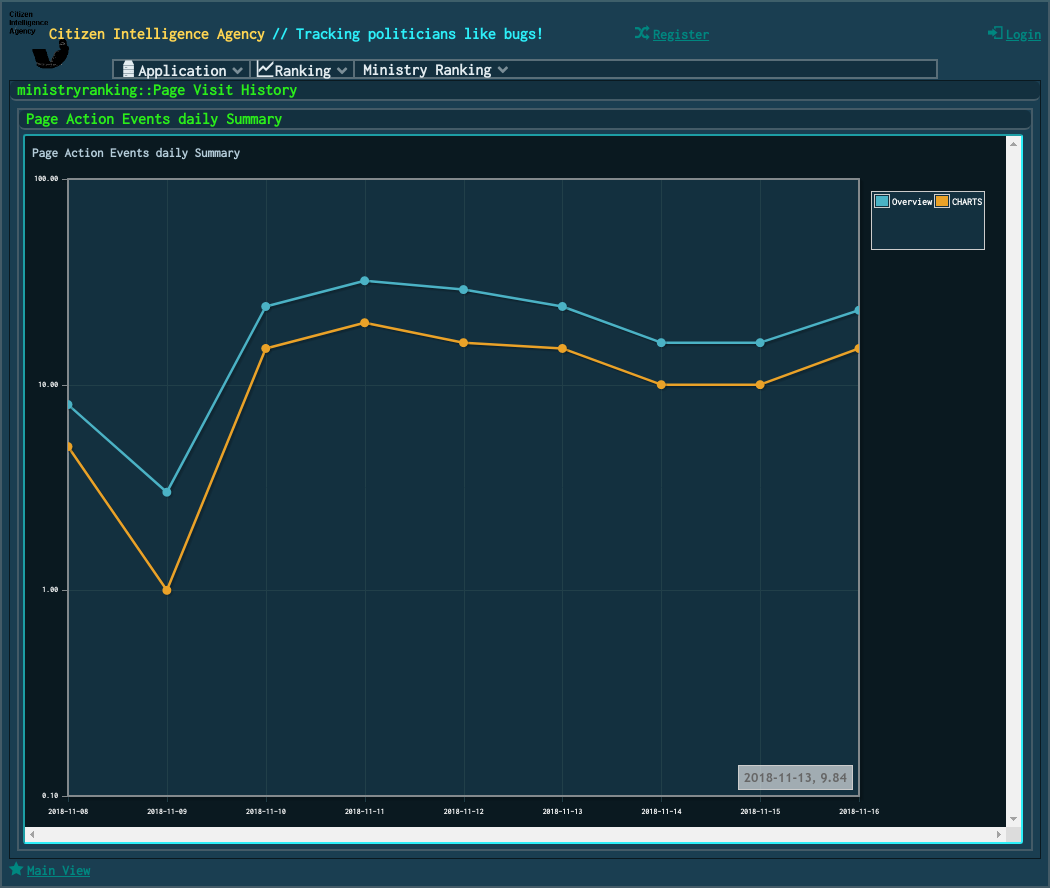 Citizen
Intelligence
Agency
Citizen Intelligence Agency // Tracking politicians like bugs!
Register
Login
Application
Ranking
Ministry Ranking
ministryranking::Page Visit History
Page Action Events daily Summary
Page Action Events daily Summary
100.00
Overview CHARTS
10.00
1.00
2018-11-13, 9.84
0.10
2018-11-08 2018-11-09 2018-11-10 2018-11-11 2018-11-12 2018-11-13 2018-11-14 2018-11-15 2018-11-16
Main View